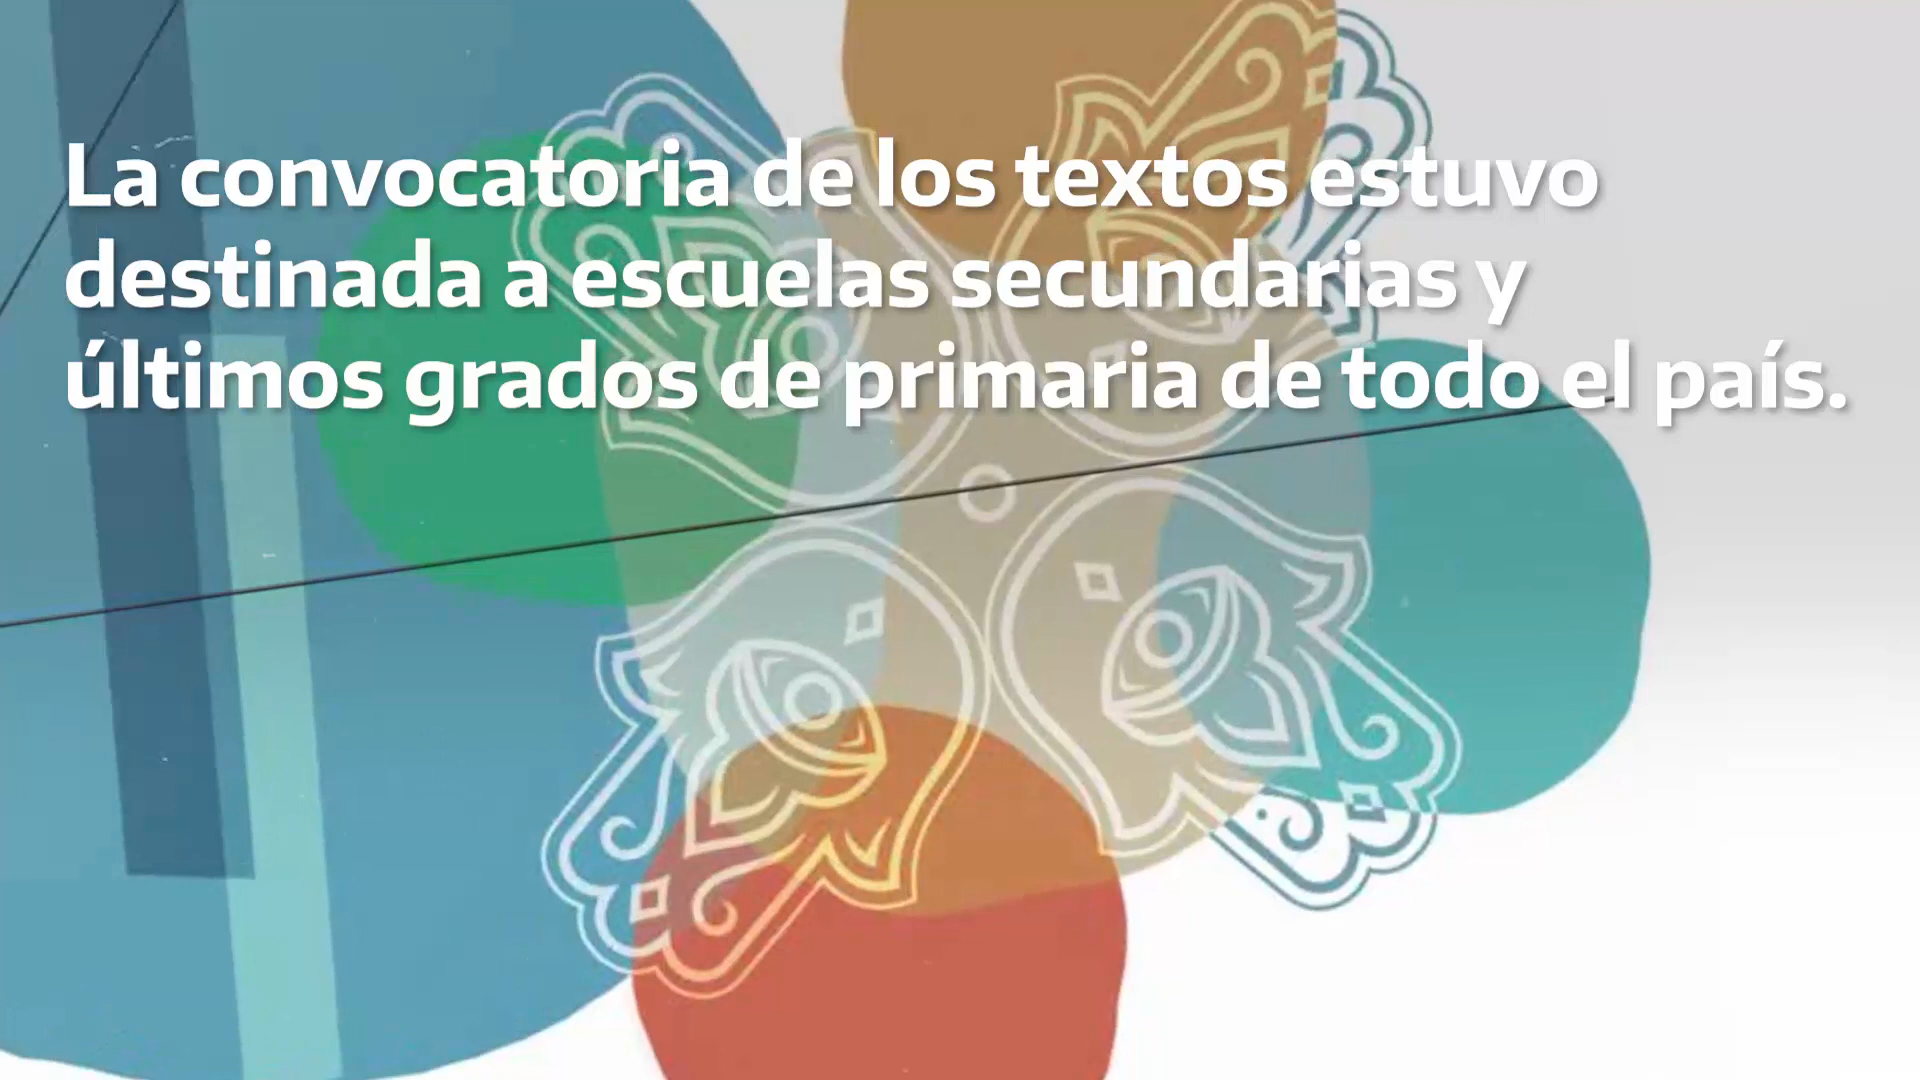 La convocatoria de los textos estuvo
destinada a escuelas secundarias y
últimos grados de primaria de todo el país.